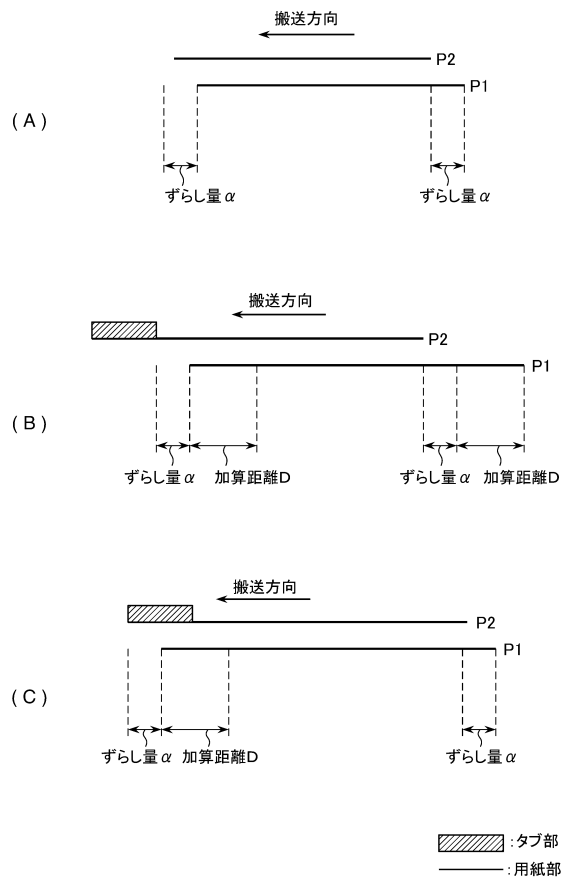 搬送方向
P2
P1
(A)
ずらし量α ずらし量α
搬送方向
P2
P1
(B)
ずらし量α 加算距離D ずらし量α 加算距離D
搬送方向
P2
P1
(C)
ずらし量α 加算距離D ずらし量α
:タブ部
:用紙部